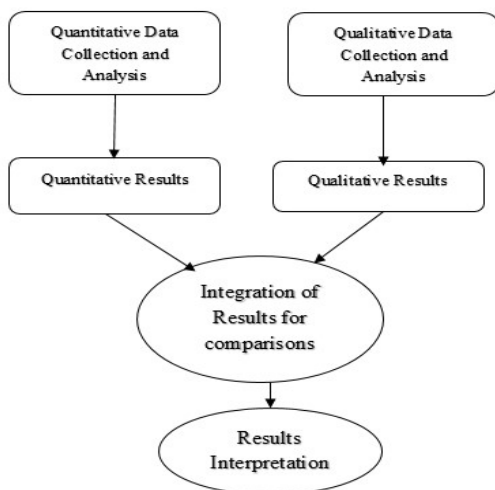 Quantitative Data
Collection and
Analysis
Qualitative Data
Collection and
Analysis
Quantitative Results
Qualitative Results
Integration of
Results for
comparisons
Results
Interpretation